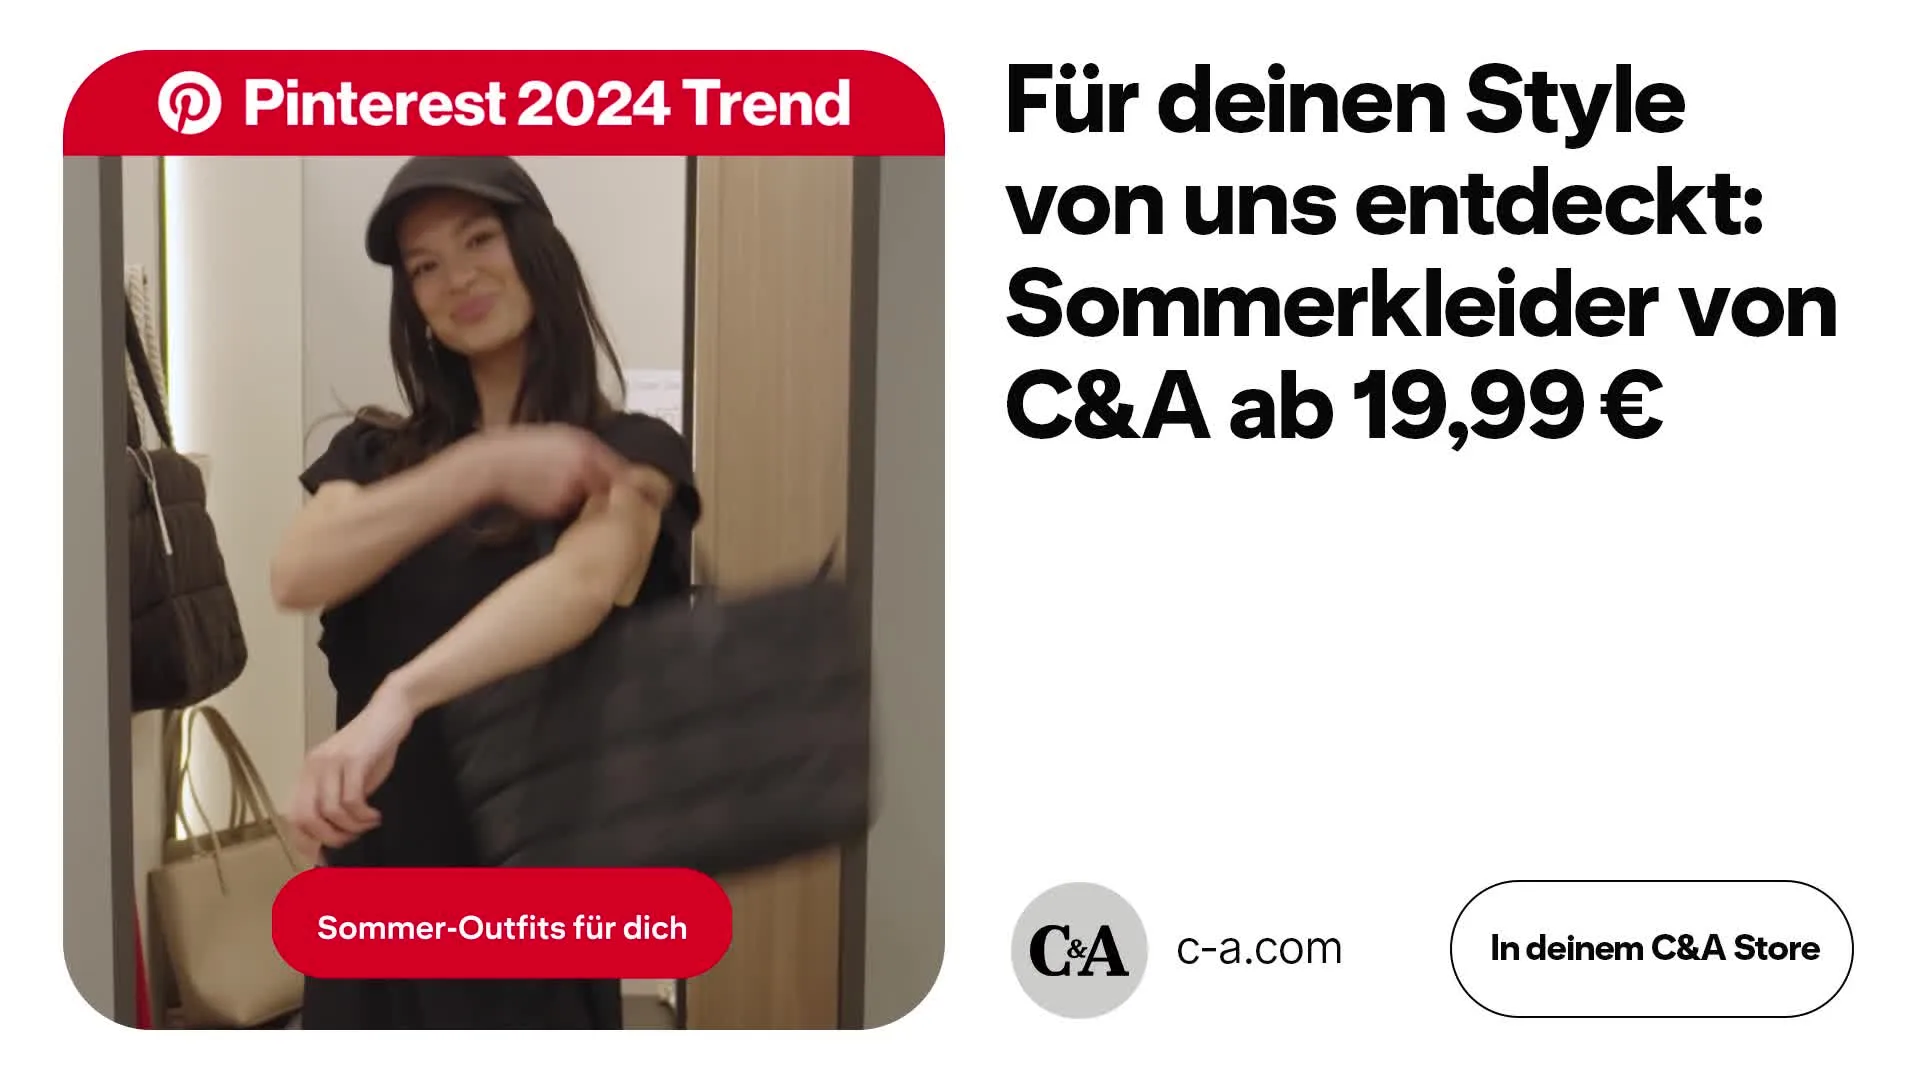 Pinterest 2024 Trend
Sommer-Outfits für dich
Für deinen Style
von uns entdeckt:
Sommerkleider von
C&A ab 19,99 €
C&A
c-a.com
In deinem C&A Store